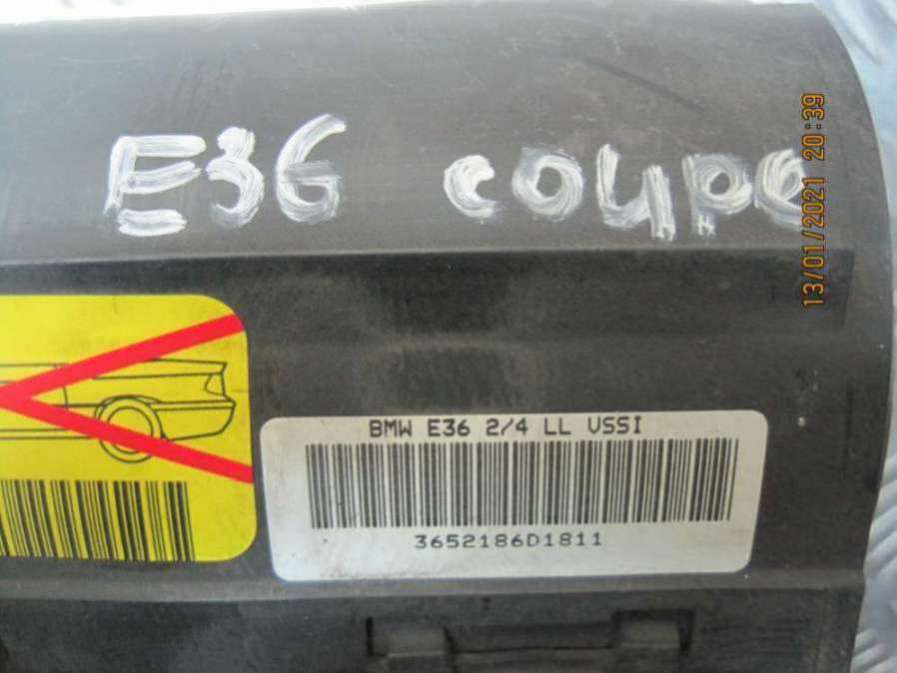 E36 coupe
13/01/2021 20:39
BMW E36 2/4 LL VSSI
3652186D1811